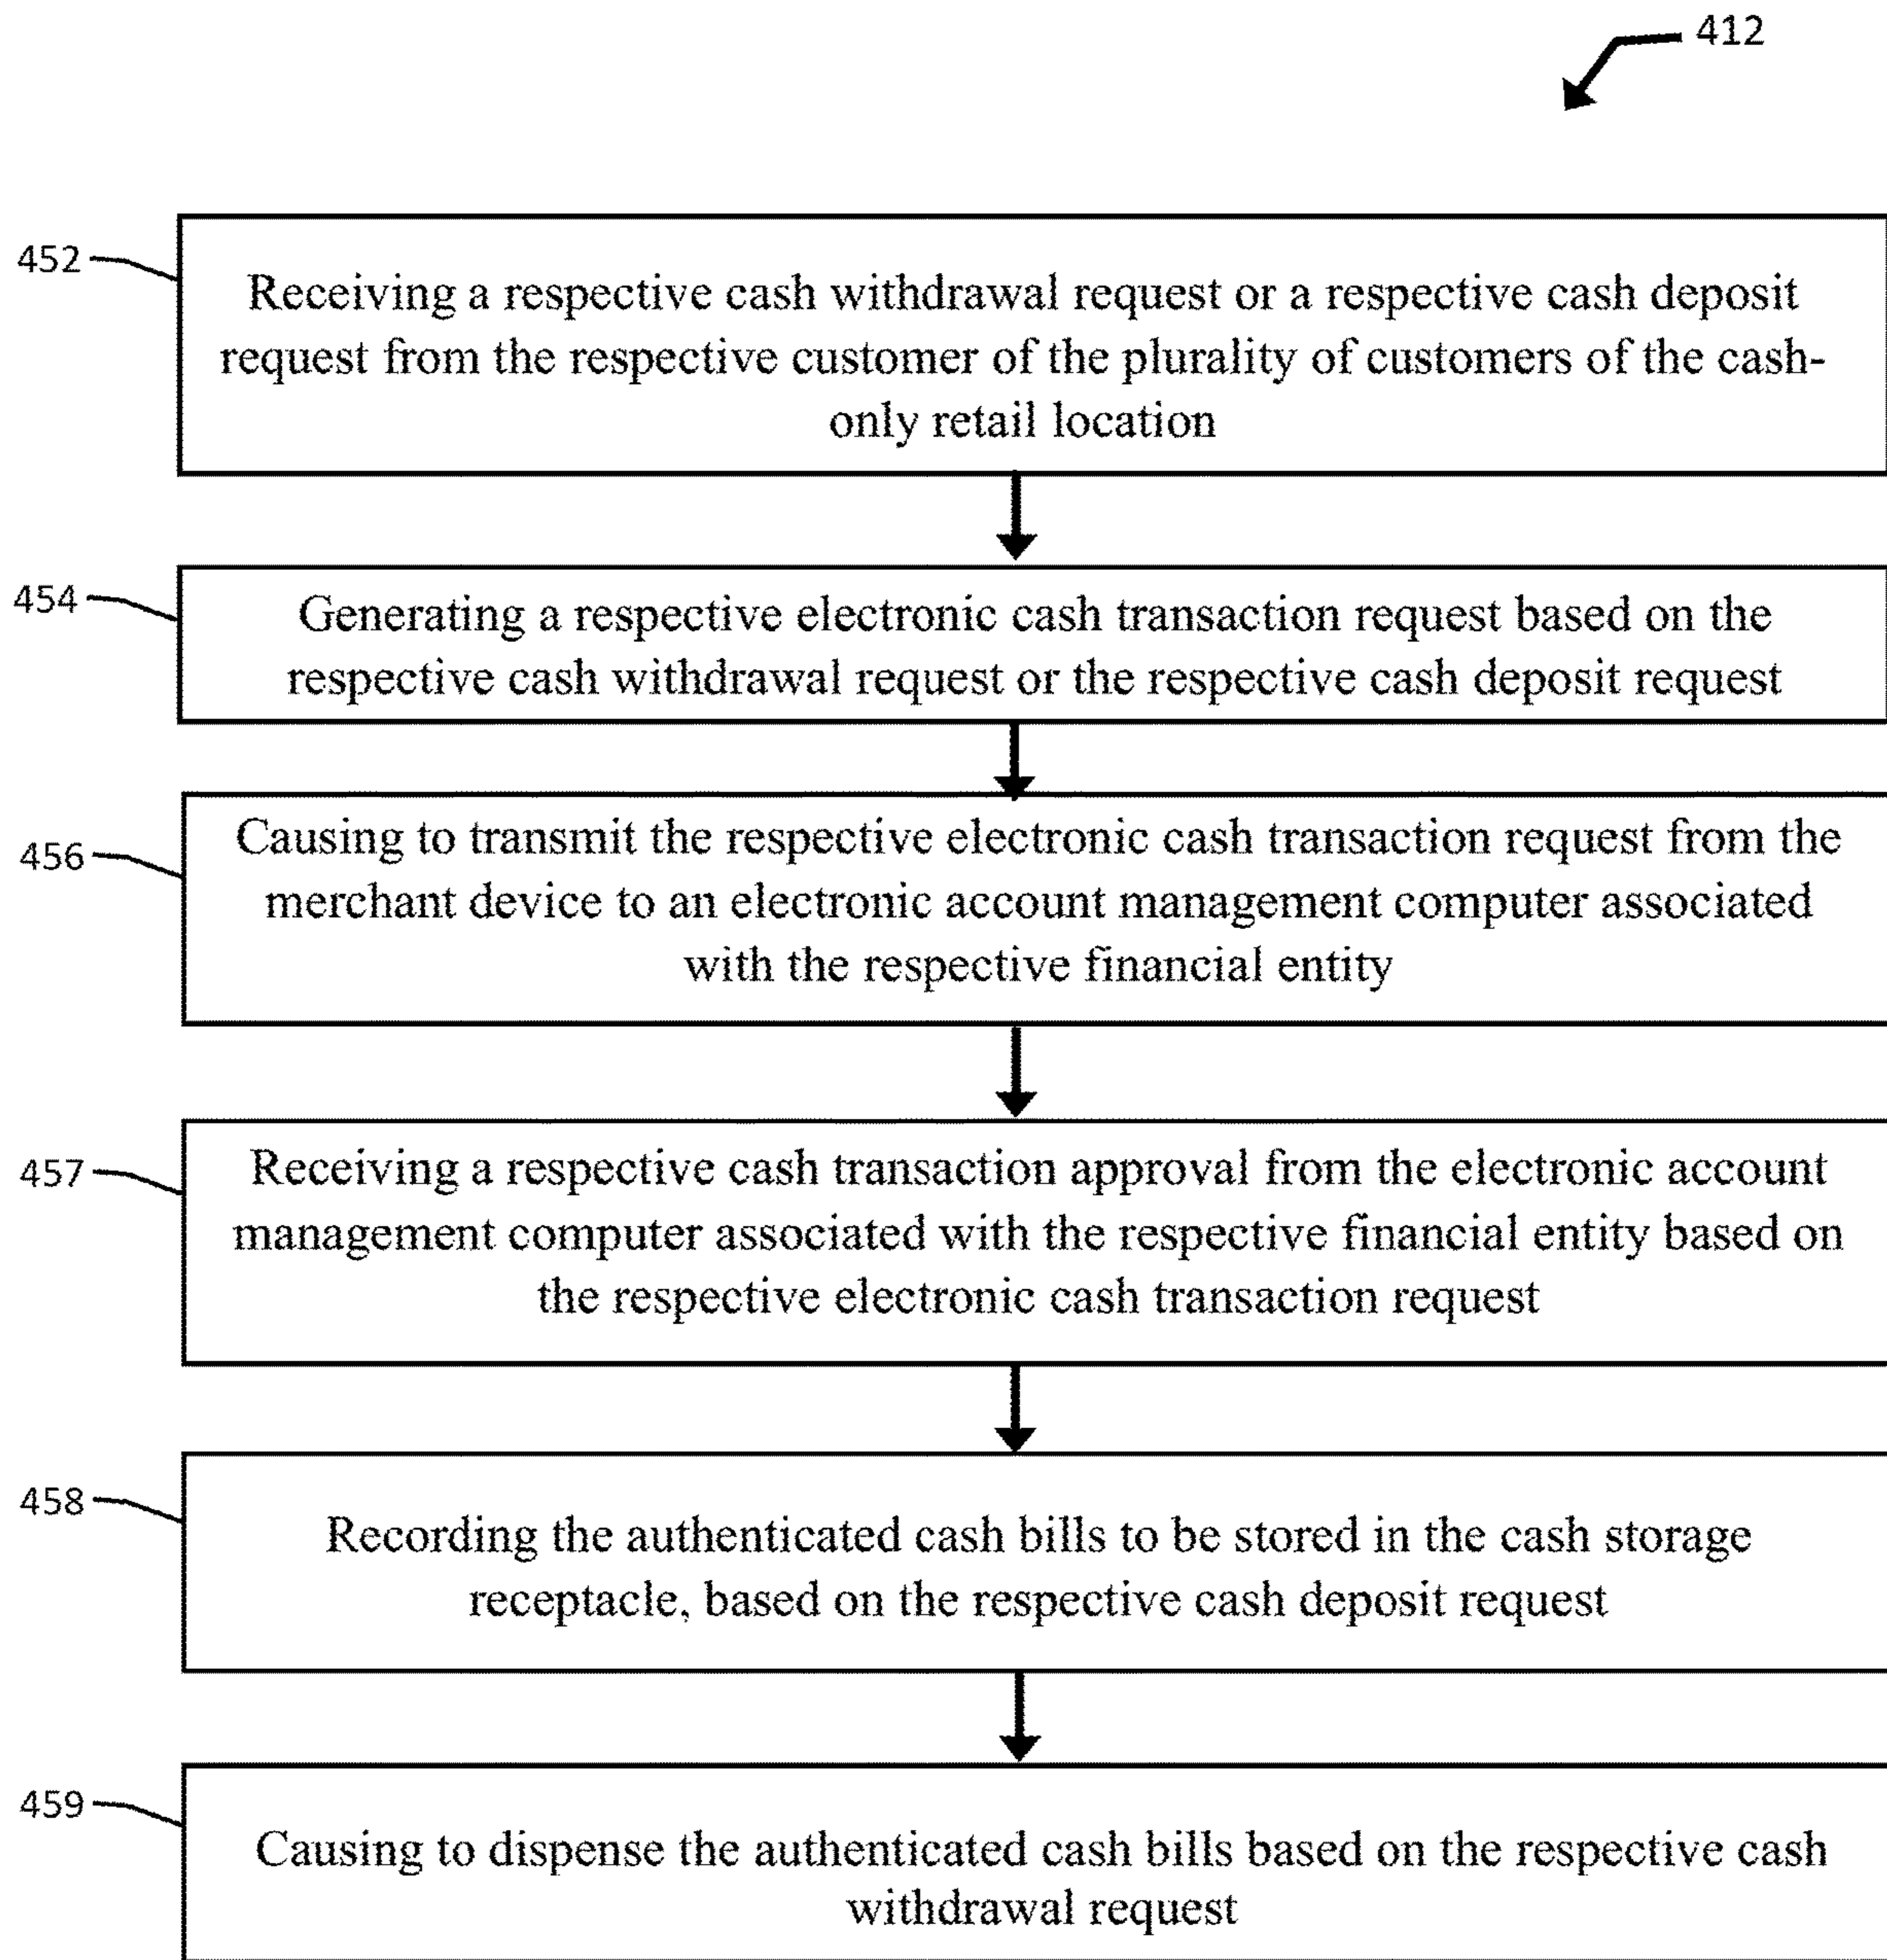 412
452
Receiving a respective cash withdrawal request or a respective cash deposit
request from the respective customer of the plurality of customers of the cash-
only retail location
454
Generating a respective electronic cash transaction request based on the
respective cash withdrawal request or the respective cash deposit request
456
Causing to transmit the respective electronic cash transaction request from the
merchant device to an electronic account management computer associated
with the respective financial entity
457
Receiving a respective cash transaction approval from the electronic account
management computer associated with the respective financial entity based on
the respective electronic cash transaction request
458
Recording the authenticated cash bills to be stored in the cash storage
receptacle, based on the respective cash deposit request
459
Causing to dispense the authenticated cash bills based on the respective cash
withdrawal request